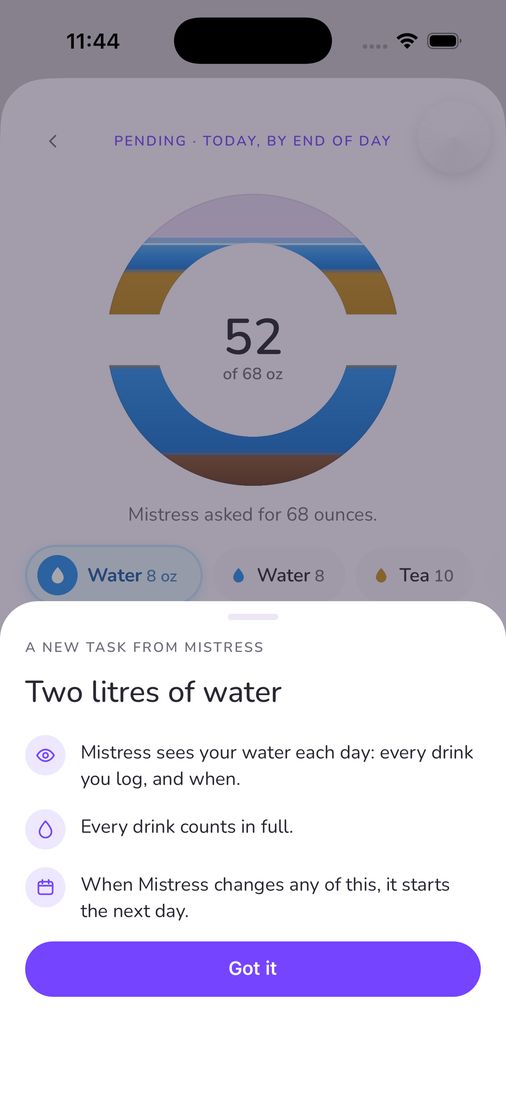 11:44
PENDING · TODAY, BY END OF DAY
52
of 68 oz
Mistress asked for 68 ounces.
Water 8 oz
Water 8
Tea 10
A NEW TASK FROM MISTRESS
Two litres of water
Mistress sees your water each day: every drink
you log, and when.
Every drink counts in full.
When Mistress changes any of this, it starts
the next day.
Got it